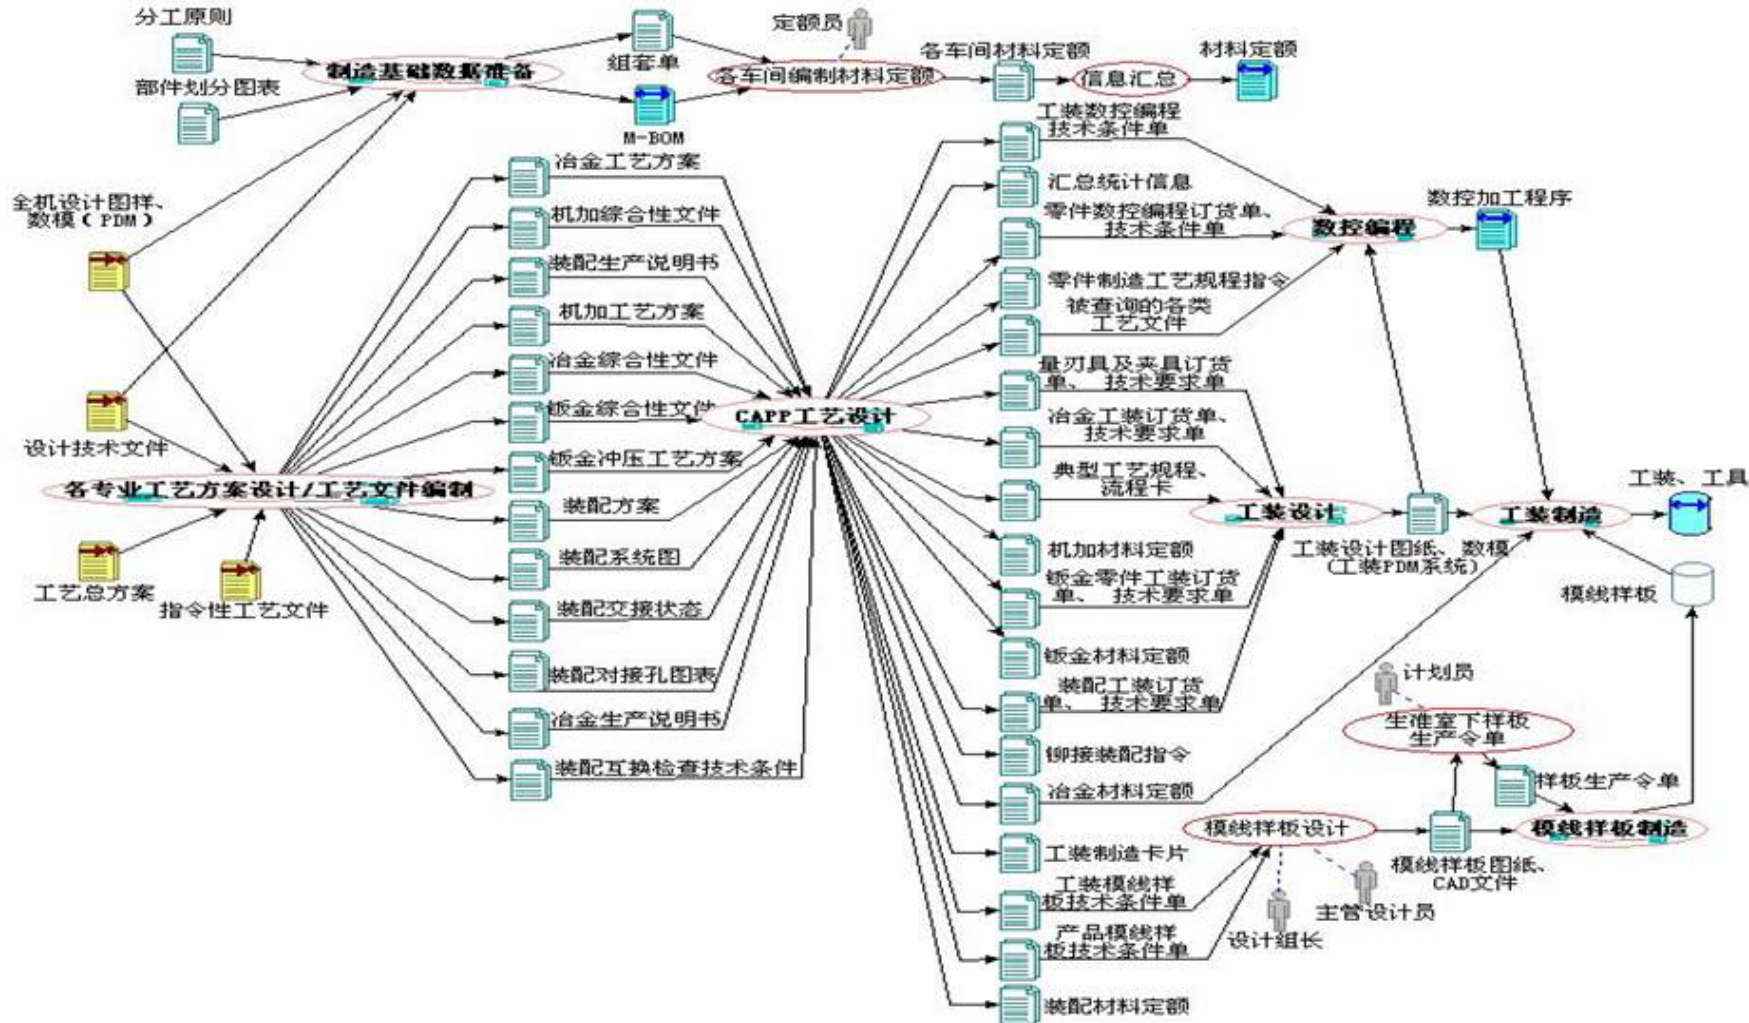 分工原则
部件划分图表
制造基础数据准备
组套单
M-BOM
定额员
各车间编制材料定额
各车间材料定额
信息汇总
材料定额
全机设计图样、
数模（PDM）
设计技术文件
各专业工艺方案设计/工艺文件编制
工艺总方案
指令性工艺文件
冶金工艺方案
机加综合性文件
装配生产说明书
机加工艺方案
冶金综合性文件
钣金综合性文件
钣金冲压工艺方案
装配方案
装配系统图
装配交接状态
装配对接孔图表
冶金生产说明书
装配互换检查技术条件
CAPP工艺设计
工装数控编程
技术条件单
汇总统计信息
零件数控编程订货单、
技术条件单
零件制造工艺规程指令
被查询的各类
工艺文件
量刃具及夹具订货
单、 技术要求单
冶金工装订货单、
技术要求单
典型工艺规程、
流程卡
机加材料定额
钣金零件工装订货
单、 技术要求单
钣金材料定额
装配工装订货
单、 技术要求单
铆接装配指令
冶金材料定额
工装制造卡片
工装模线样
板技术条件单
产品模线样
板技术条件单
装配材料定额
数控编程
数控加工程序
工装设计
工装设计图纸、数模
(工装PDM系统)
工装制造
工装、工具
模线样板
计划员
生准室下样板
生产令单
样板生产令单
模线样板设计
模线样板制造
模线样板图纸、
CAD文件
主管设计员
设计组长